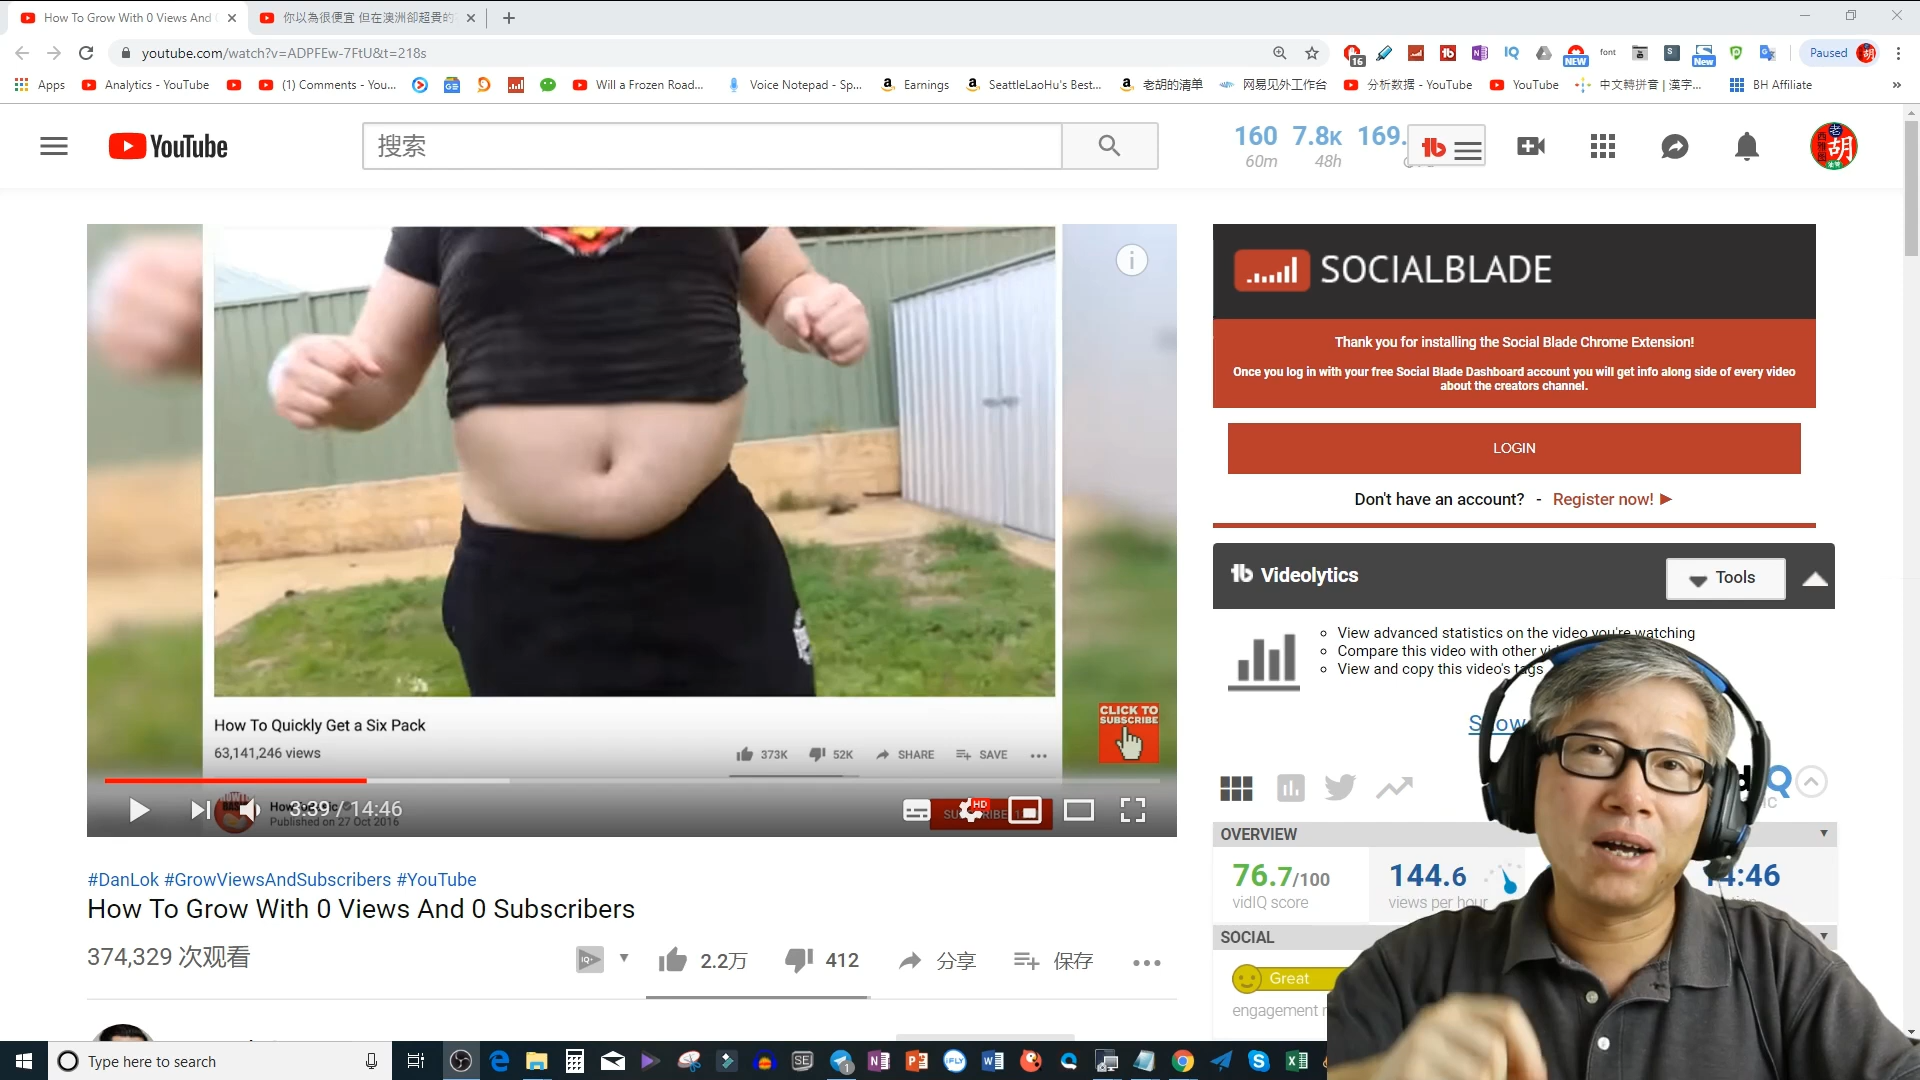 How To Grow With 0 Views And
你以為很便宜 但在澳洲卻超貴的
youtube.com/watch?v=ADPFEw-7FtU&t=218s
16
NEW
font
New
Paused
Apps
Analytics - YouTube
(1) Comments - You...
Will a Frozen Road...
Voice Notepad - Sp...
Earnings
SeattleLaoHu's Best...
老胡的清单
网易见外工作台
分析数据 - YouTube
YouTube
中文轉拼音 | 漢字...
BH Affiliate
YouTube
搜索
160 7.8K 169.
60m 48h
SOCIALBLADE
Thank you for installing the Social Blade Chrome Extension!
Once you log in with your free Social Blade Dashboard account you will get info along side of every video
about the creators channel.
LOGIN
Don't have an account? - Register now!
Videolytics
Tools
View advanced statistics on the video you're watching
Compare this video with other
View and copy this video's tags
How To Quickly Get a Six Pack
63,141,246 views
373K 52K SHARE SAVE
CLICK TO
SUBSCRIBE
3:39 / 14:46
HD
Published on 27 Oct 2016
OVERVIEW
76.7/100
vidIQ score
144.6
views per hour
14:46
SOCIAL
Great
engagement
#DanLok #GrowViewsAndSubscribers #YouTube
How To Grow With 0 Views And 0 Subscribers
374,329 次观看
2.2万
412
分享
保存
Type here to search